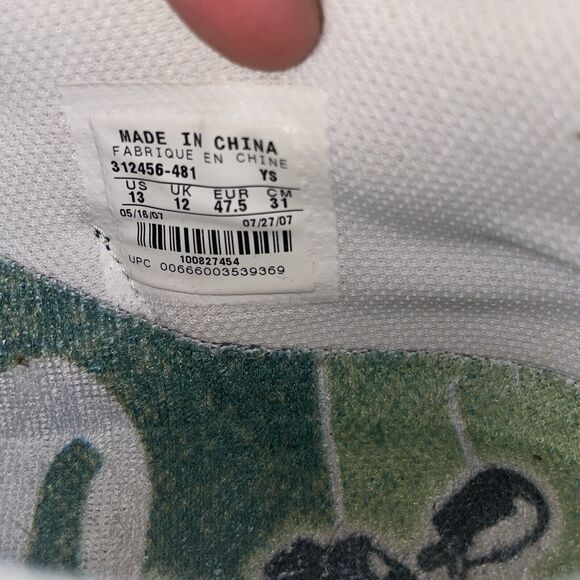 MADE IN CHINA
FABRIQUE EN CHINE
312456-481 YS
US UK EUR CM
13 12 47.5 31
05/16/07 07/27/07
100827454
UPC 00666003539369